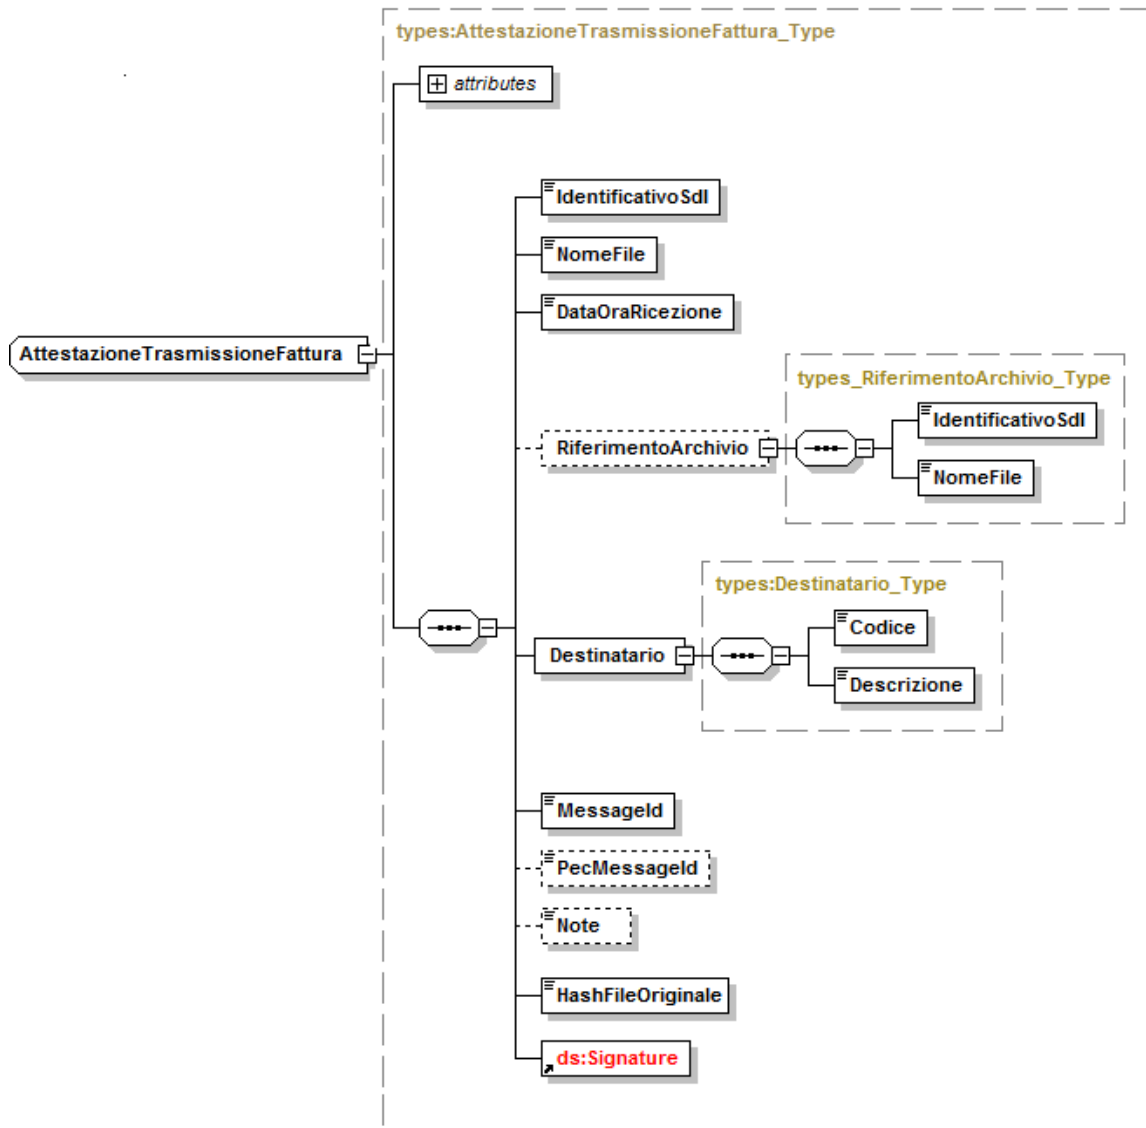 types:AttestazioneTrasmissioneFattura_Type
attributes
IdentificativoSdI
NomeFile
DataOraRicezione
AttestazioneTrasmissioneFattura
types_RiferimentoArchivio_Type
IdentificativoSdI
RiferimentoArchivio
NomeFile
types:Destinatario_Type
Codice
Destinatario
Descrizione
MessageId
PecMessageId
Note
HashFileOriginale
ds:Signature